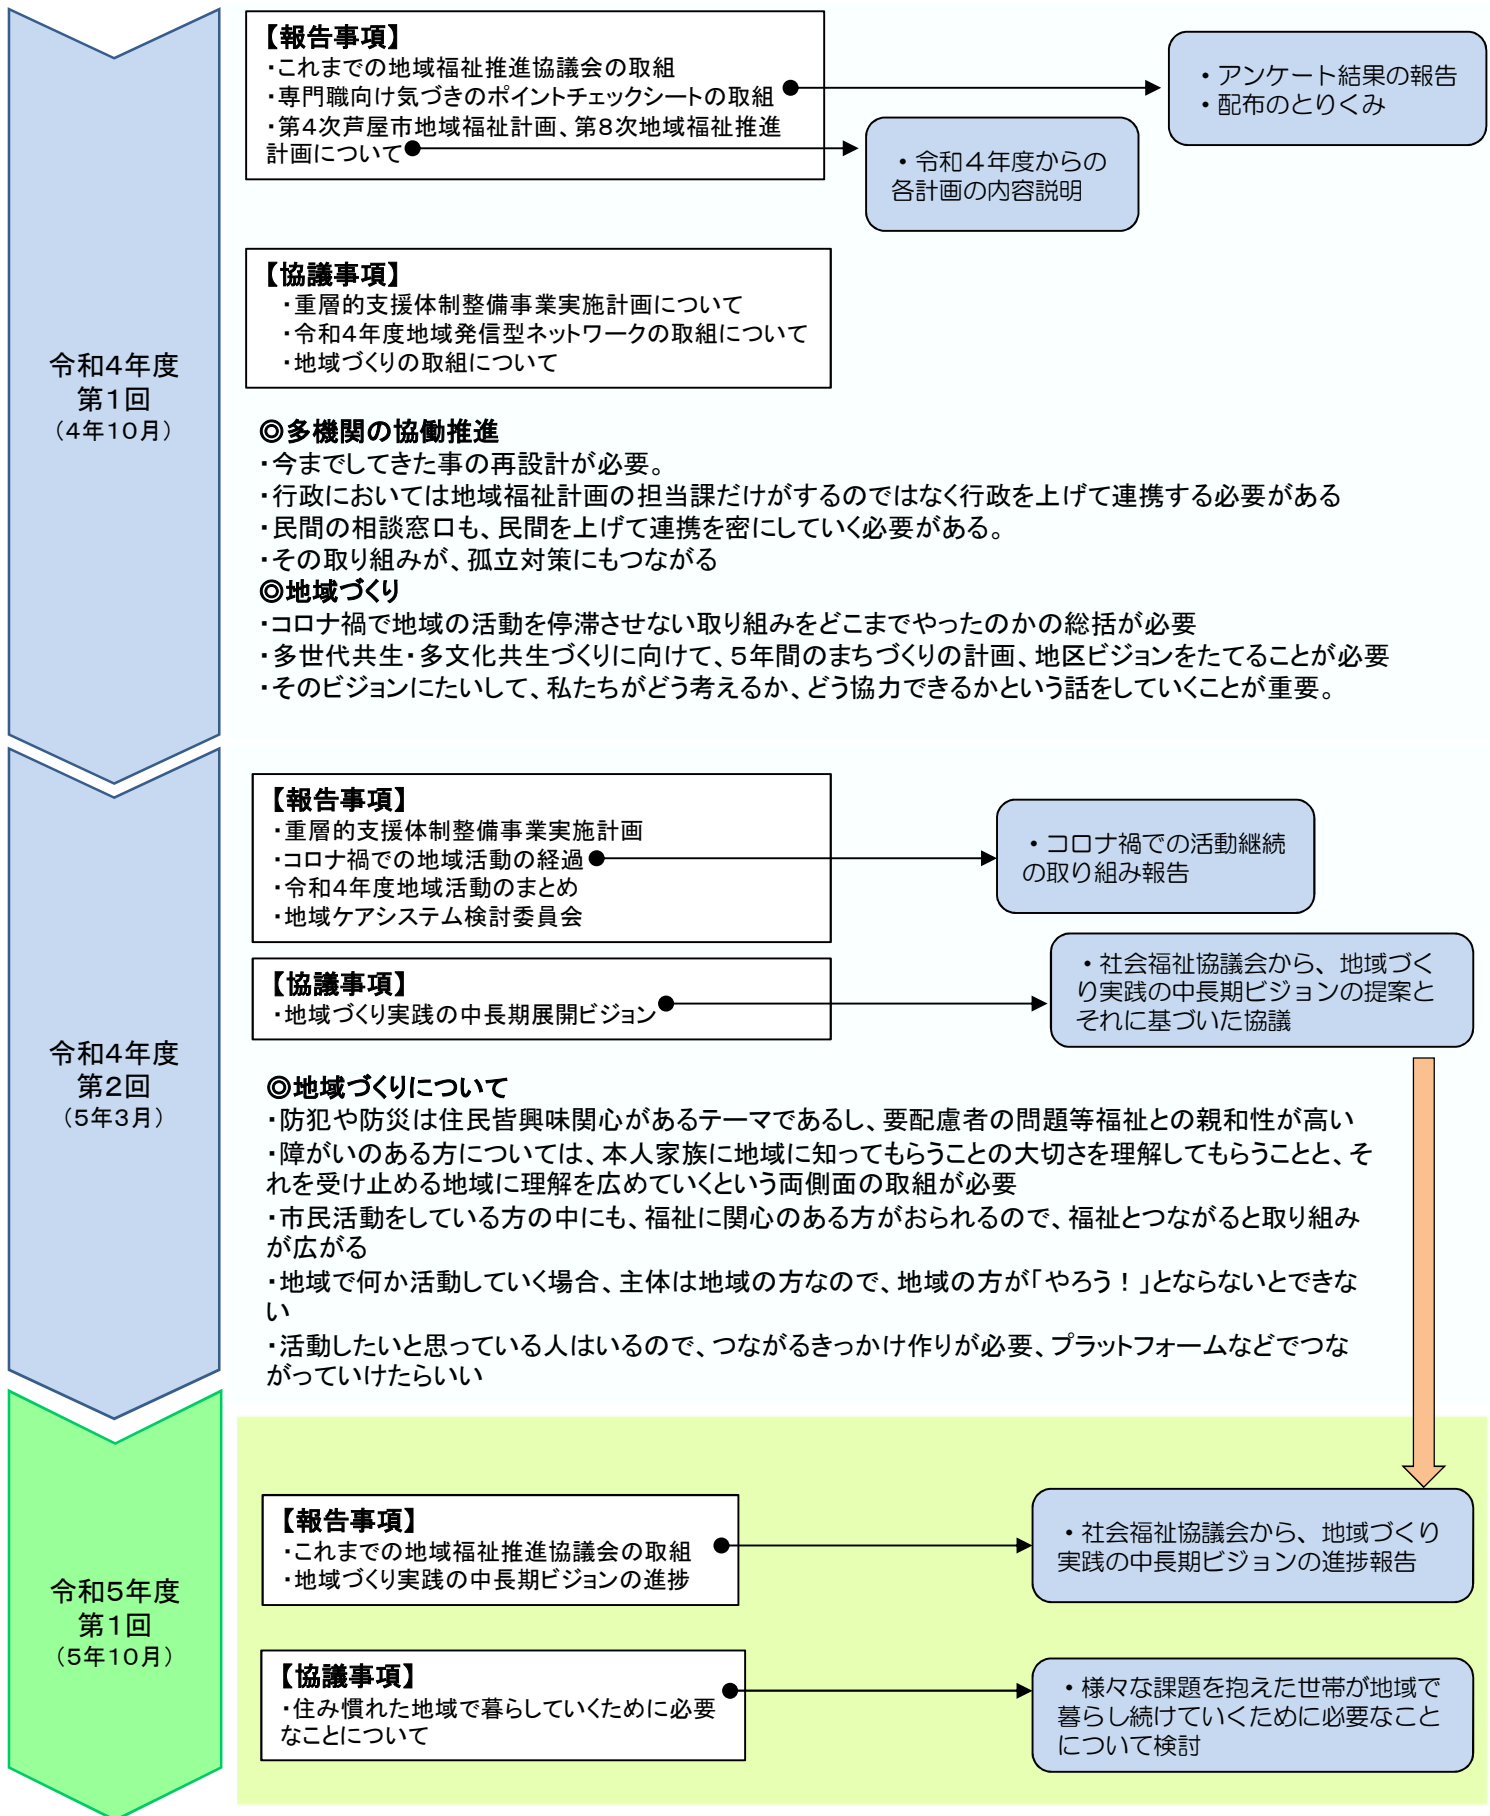 令和4年度
第1回
（4年10月）
【報告事項】
・これまでの地域福祉推進協議会の取組
・専門職向け気づきのポイントチェックシートの取組
・第4次芦屋市地域福祉計画、第8次地域福祉推進
計画について
・アンケート結果の報告
・配布のとりくみ
・令和４年度からの
各計画の内容説明
【協議事項】
・重層的支援体制整備事業実施計画について
・令和4年度地域発信型ネットワークの取組について
・地域づくりの取組について
◎多機関の協働推進
・今までしてきた事の再設計が必要。
・行政においては地域福祉計画の担当課だけがするのではなく行政を上げて連携する必要がある
・民間の相談窓口も、民間を上げて連携を密にしていく必要がある。
・その取り組みが、孤立対策にもつながる
◎地域づくり
・コロナ禍で地域の活動を停滞させない取り組みをどこまでやったのかの総括が必要
・多世代共生・多文化共生づくりに向けて、5年間のまちづくりの計画、地区ビジョンをたてることが必要
・そのビジョンにたいして、私たちがどう考えるか、どう協力できるかという話をしていくことが重要。
令和4年度
第2回
（5年3月）
【報告事項】
・重層的支援体制整備事業実施計画
・コロナ禍での地域活動の経過
・令和4年度地域活動のまとめ
・地域ケアシステム検討委員会
・コロナ禍での活動継続
の取り組み報告
【協議事項】
・地域づくり実践の中長期展開ビジョン
・社会福祉協議会から、地域づく
り実践の中長期ビジョンの提案と
それに基づいた協議
◎地域づくりについて
・防犯や防災は住民皆興味関心があるテーマであるし、要配慮者の問題等福祉との親和性が高い
・障がいのある方については、本人家族に地域に知ってもらうことの大切さを理解してもらうことと、そ
れを受け止める地域に理解を広めていくという両側面の取組が必要
・市民活動をしている方の中にも、福祉に関心のある方がおられるので、福祉とつながると取り組み
が広がる
・地域で何か活動していく場合、主体は地域の方なので、地域の方が「やろう！」とならないとできな
い
・活動したいと思っている人はいるので、つながるきっかけ作りが必要、プラットフォームなどでつな
がっていけたらいい
令和5年度
第1回
（5年10月）
【報告事項】
・これまでの地域福祉推進協議会の取組
・地域づくり実践の中長期ビジョンの進捗
・社会福祉協議会から、地域づくり
実践の中長期ビジョンの進捗報告
【協議事項】
・住み慣れた地域で暮らしていくために必要
なことについて
・様々な課題を抱えた世帯が地域で
暮らし続けていくために必要なこと
について検討